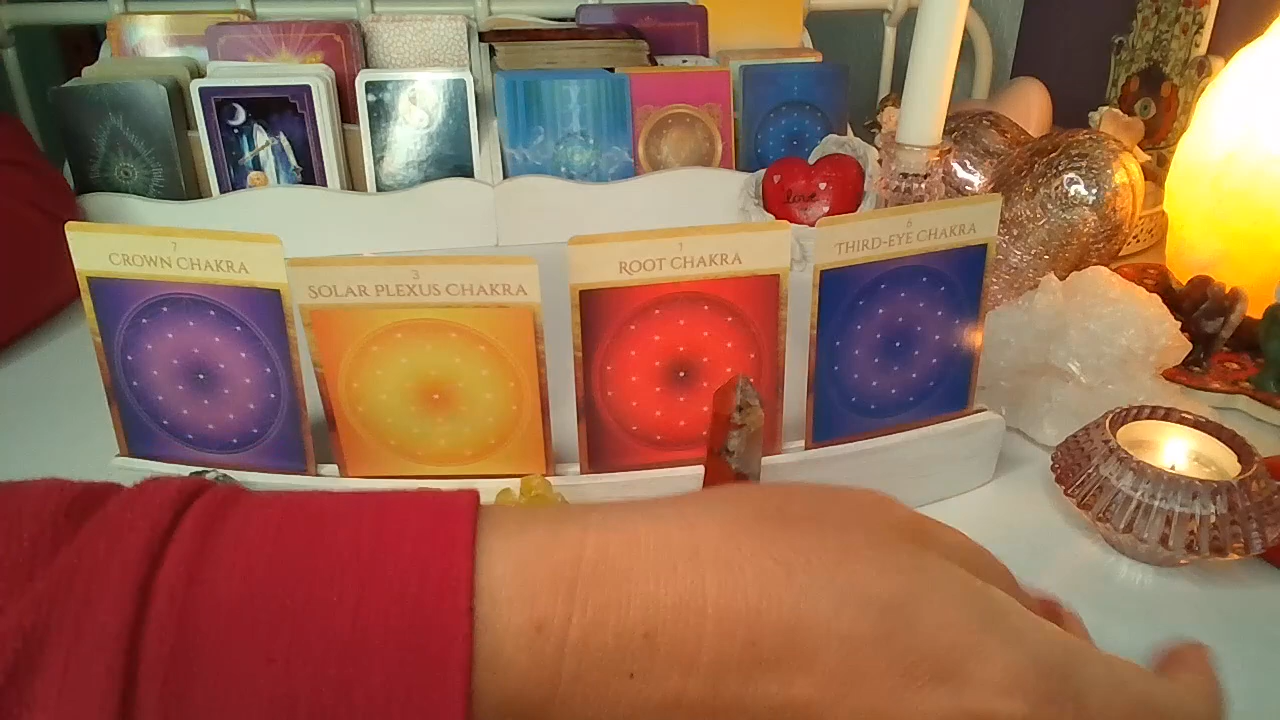 love
7
CROWN CHAKRA
3
SOLAR PLEXUS CHAKRA
1
ROOT CHAKRA
6
THIRD-EYE CHAKRA